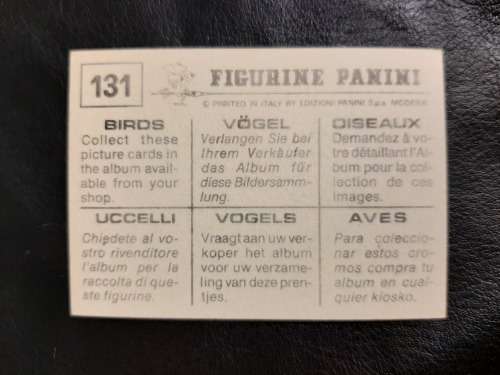 131
FIGURINE PANINI
© PRINTED IN ITALY BY EDIZIONI PANINI S.p.A. MODENA
BIRDS
Collect these
picture cards in
the album avail-
able from your
shop.
VÖGEL
Verlangen Sie bei
Ihrem Verkäufer
das Album für
diese Bildersamm-
lung.
OISEAUX
Demandez à vo-
tre détaillant l'Al-
bum pour la col-
lection de ces
images.
UCCELLI
Chiedete al vo-
stro rivenditore
l'album per la
raccolta di que-
ste figurine.
VOGELS
Vraagt aan uw ver-
koper het album
voor uw verzame-
ling van deze pren-
tjes.
AVES
Para coleccio-
nar estos cro-
mos compra tu
álbum en cual-
quier kiosko.